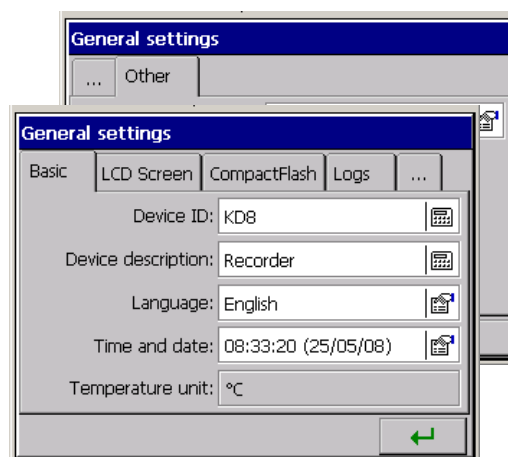 General settings
... Other
General settings
Basic LCD Screen CompactFlash Logs ...
Device ID: KD8
Device description: Recorder
Language: English
Time and date: 08:33:20 (25/05/08)
Temperature unit: °C